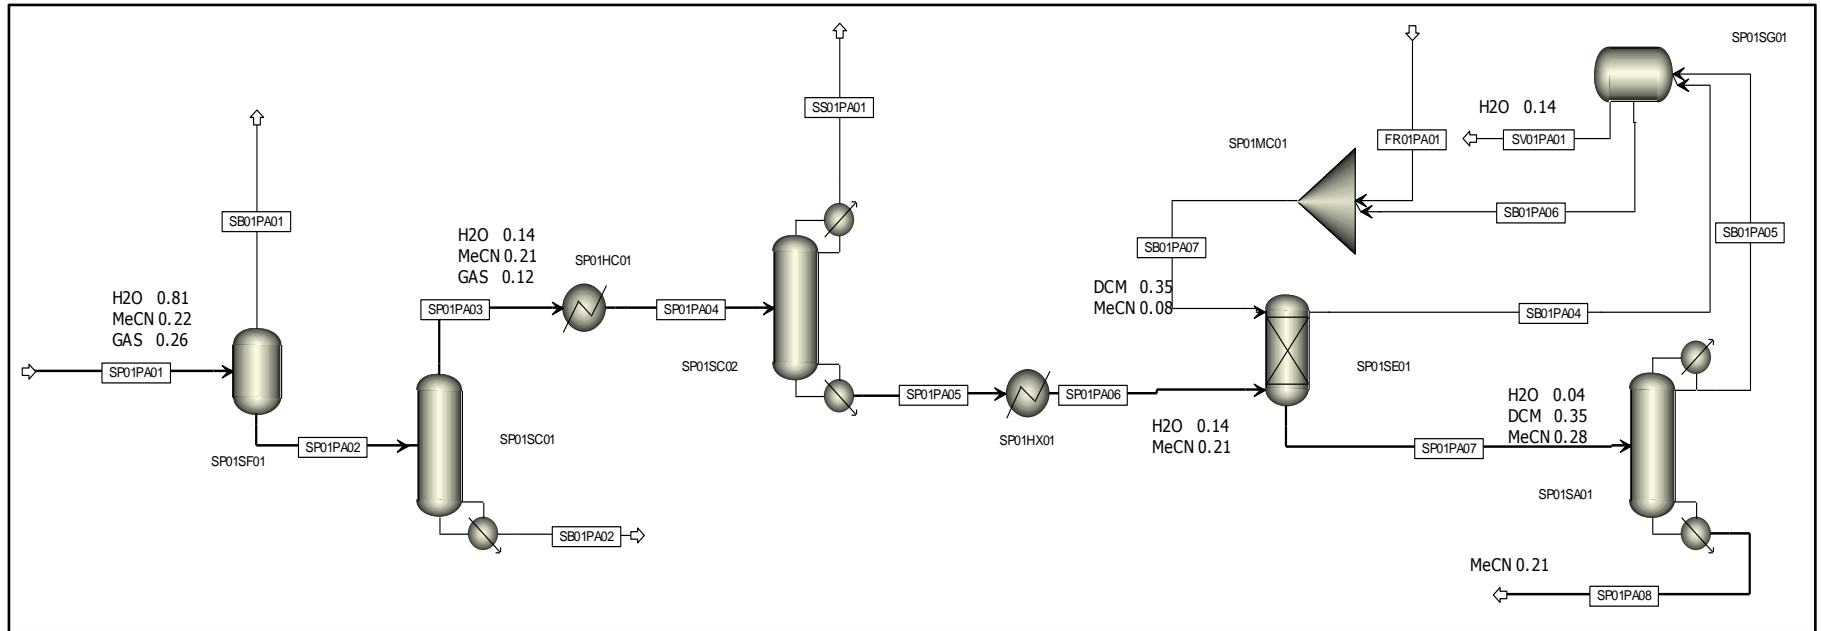 SP01SG01
SS01PA01
H2O 0.14
SV01PA01
FR01PA01
SP01MC01
SB01PA01
SB01PA06
SB01PA05
SB01PA07
H2O 0.14
MeCN 0.21
GAS 0.12
SP01HC01
DCM 0.35
MeCN 0.08
H2O 0.81
MeCN 0.22
GAS 0.26
SP01PA03
SP01PA04
SB01PA04
SP01PA01
SP01SC02
SP01SE01
SP01PA05
SP01PA06
H2O 0.04
DCM 0.35
MeCN 0.28
SP01HX01
H2O 0.14
MeCN 0.21
SP01SC01
SP01PA02
SP01SF01
SP01PA07
SP01SA01
SB01PA02
MeCN 0.21
SP01PA08